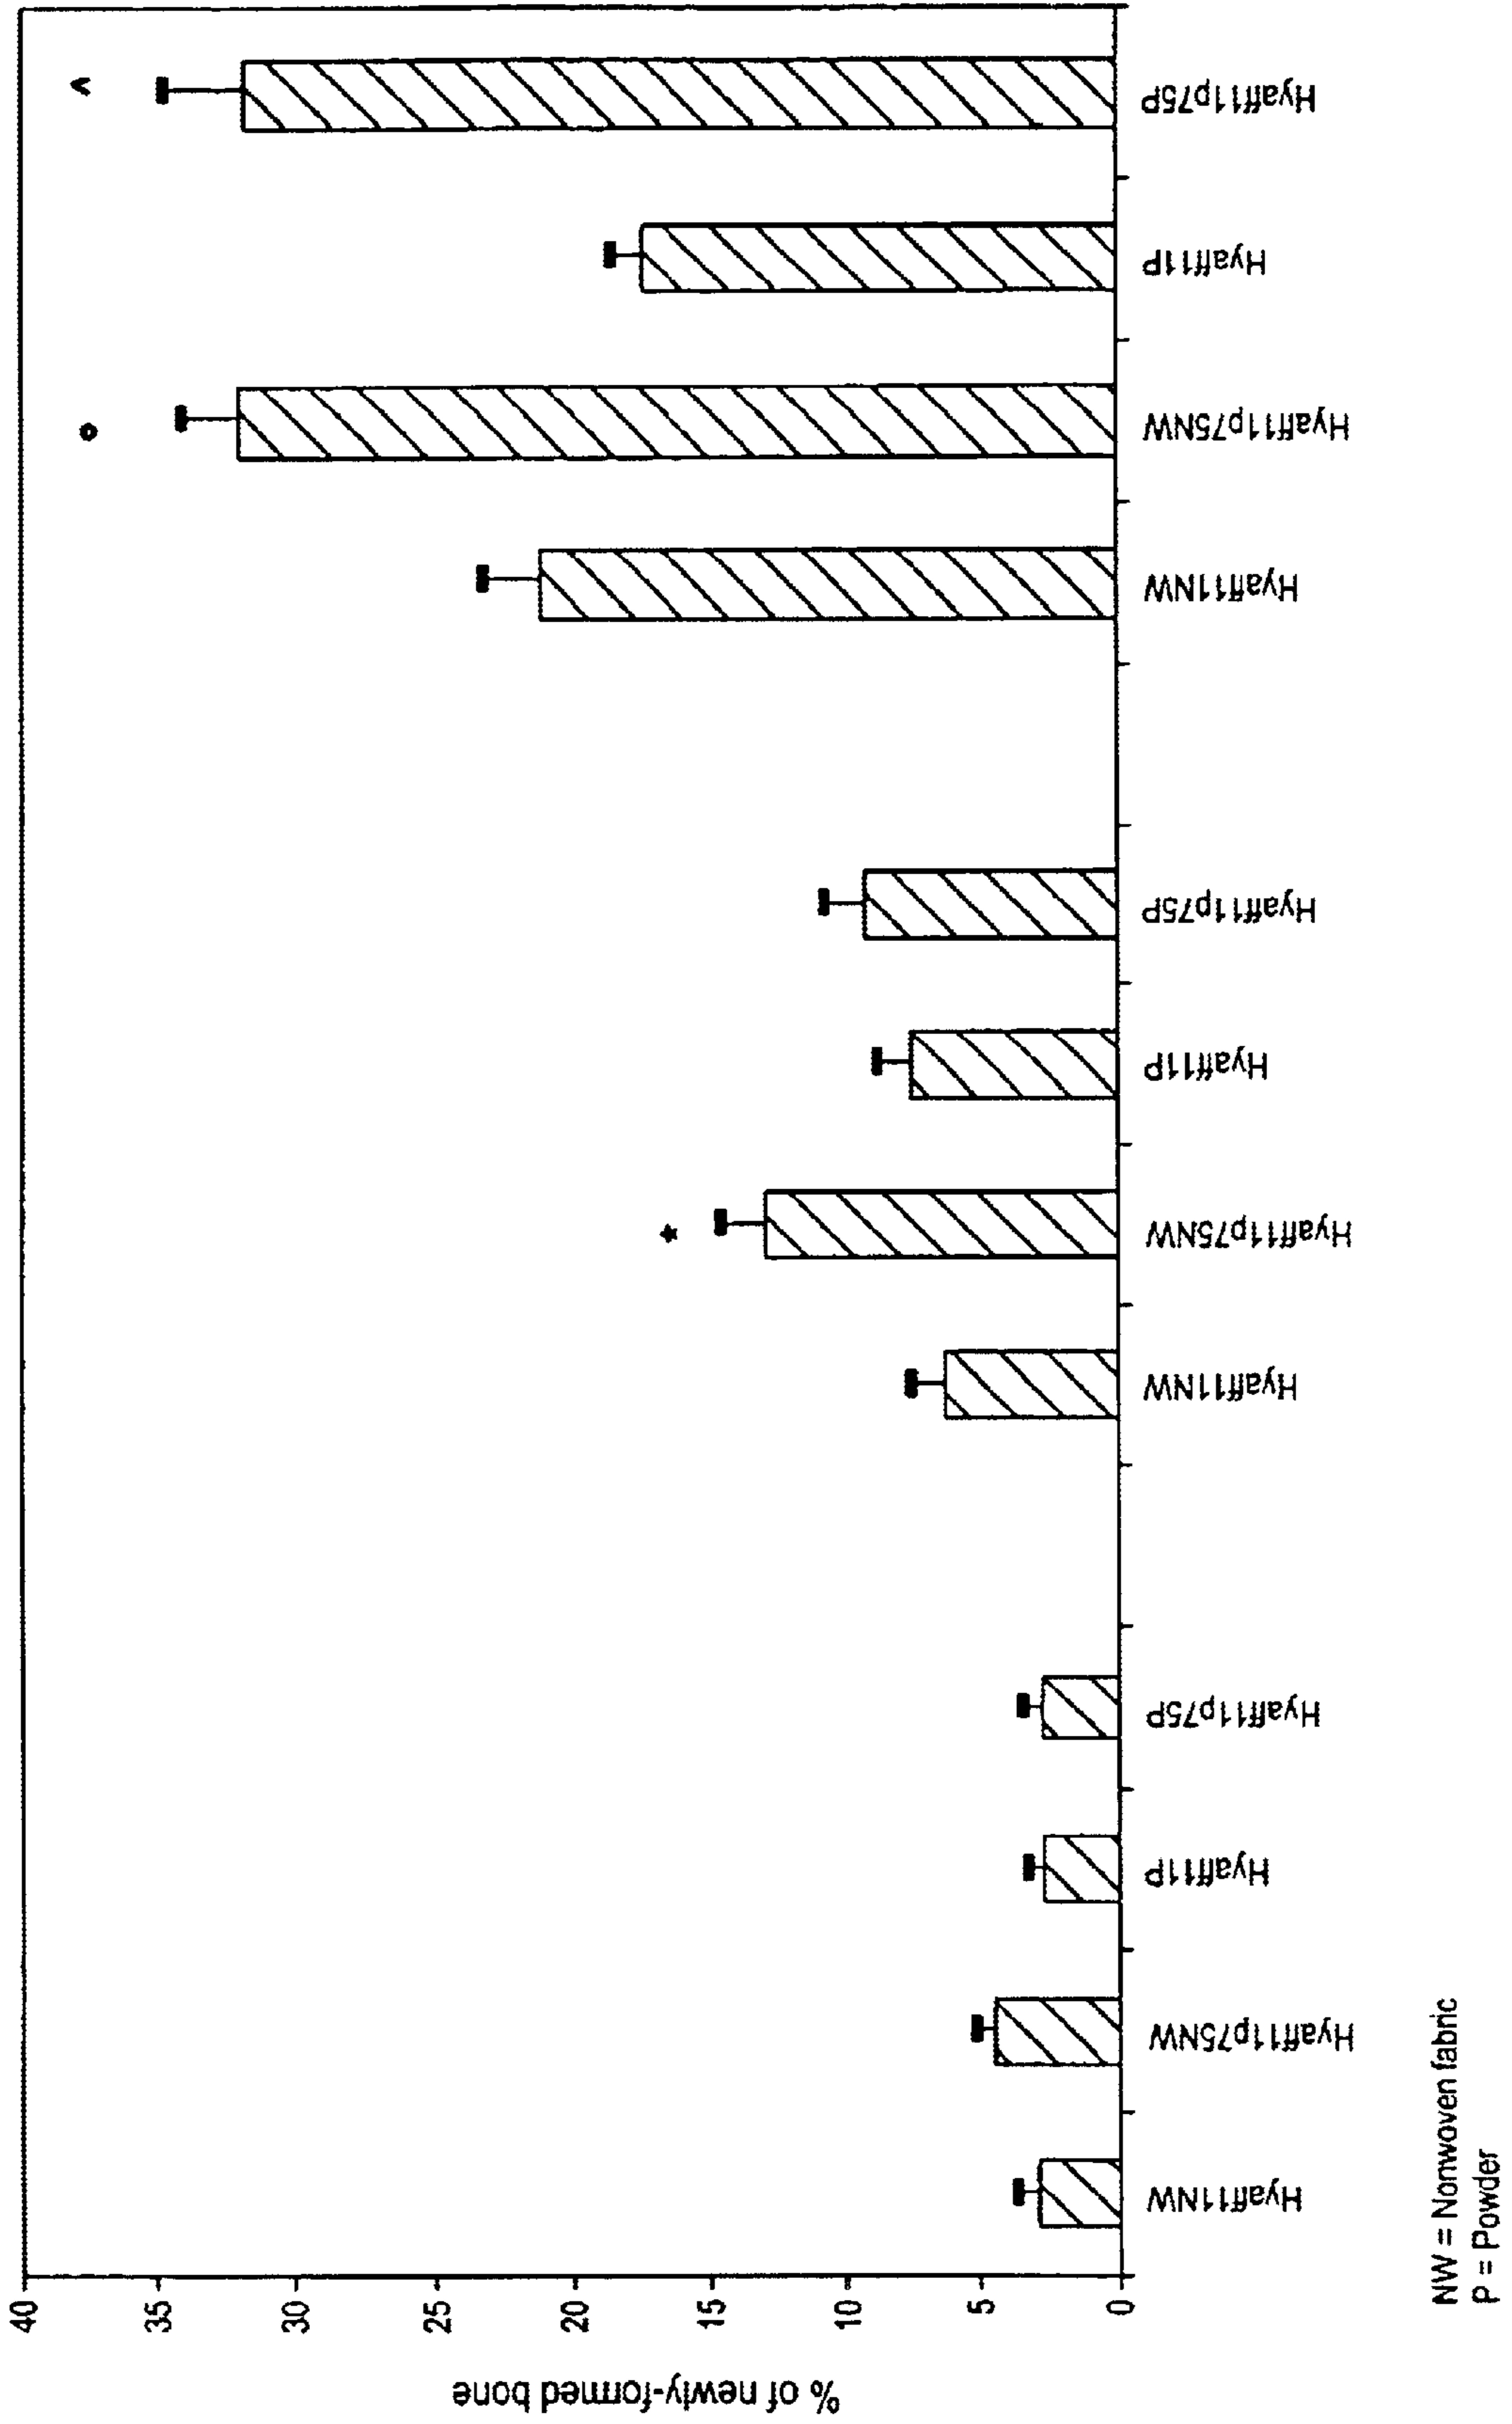 % of newly-formed bone
40
35
30
25
20
15
10
5
0
*
°
v
Hyaff11NW
Hyaff11p75NW
Hyaff11P
Hyaff11p75P
Hyaff11NW
Hyaff11p75NW
Hyaff11P
Hyaff11p75P
Hyaff11NW
Hyaff11p75NW
Hyaff11P
Hyaff11p75P
NW = Nonwoven fabric
P = Powder